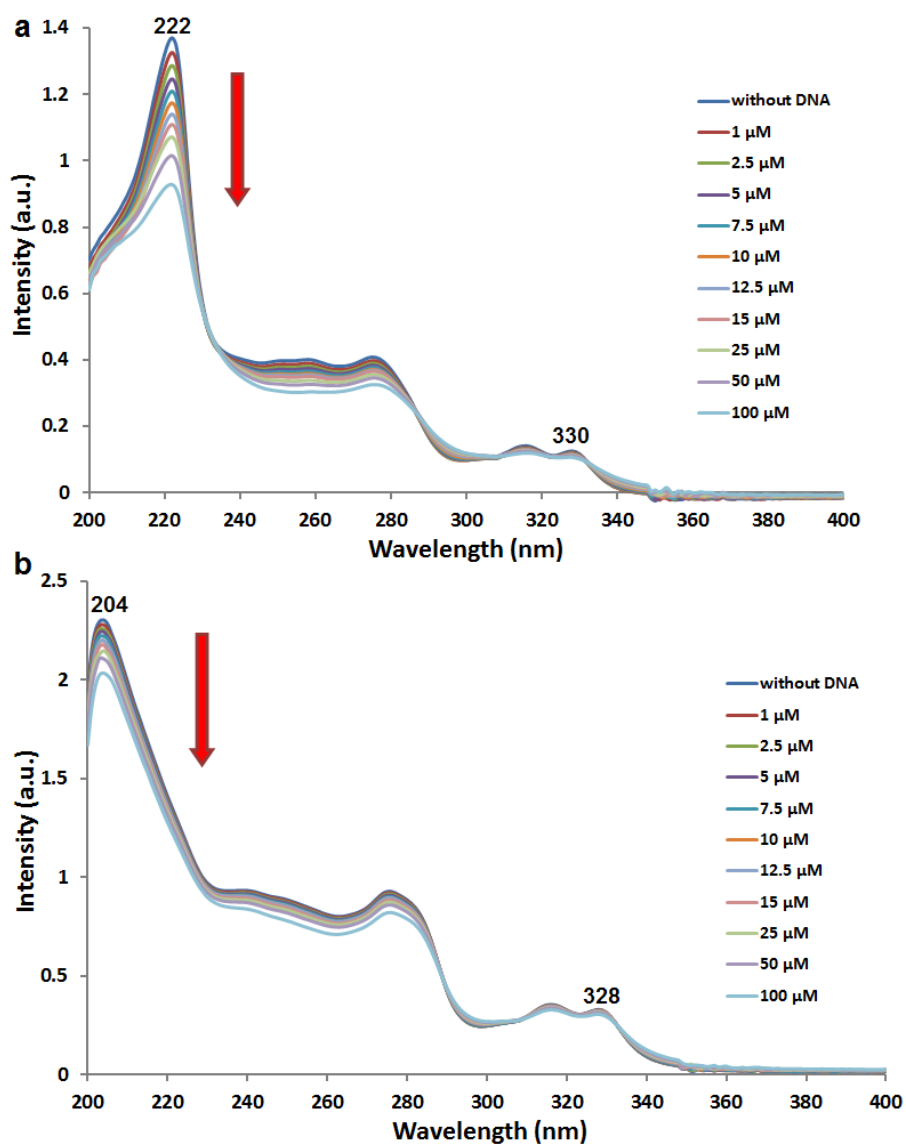 a
222
1.4
1.2
1
0.8
0.6
0.4
0.2
0
Intensity (a.u.)
330
without DNA
1 µM
2.5 µM
5 µM
7.5 µM
10 µM
12.5 µM
15 µM
25 µM
50 µM
100 µM
200 220 240 260 280 300 320 340 360 380 400
Wavelength (nm)
b
204
2.5
2
1.5
1
0.5
0
Intensity (a.u.)
328
without DNA
1 µM
2.5 µM
5 µM
7.5 µM
10 µM
12.5 µM
15 µM
25 µM
50 µM
100 µM
200 220 240 260 280 300 320 340 360 380 400
Wavelength (nm)